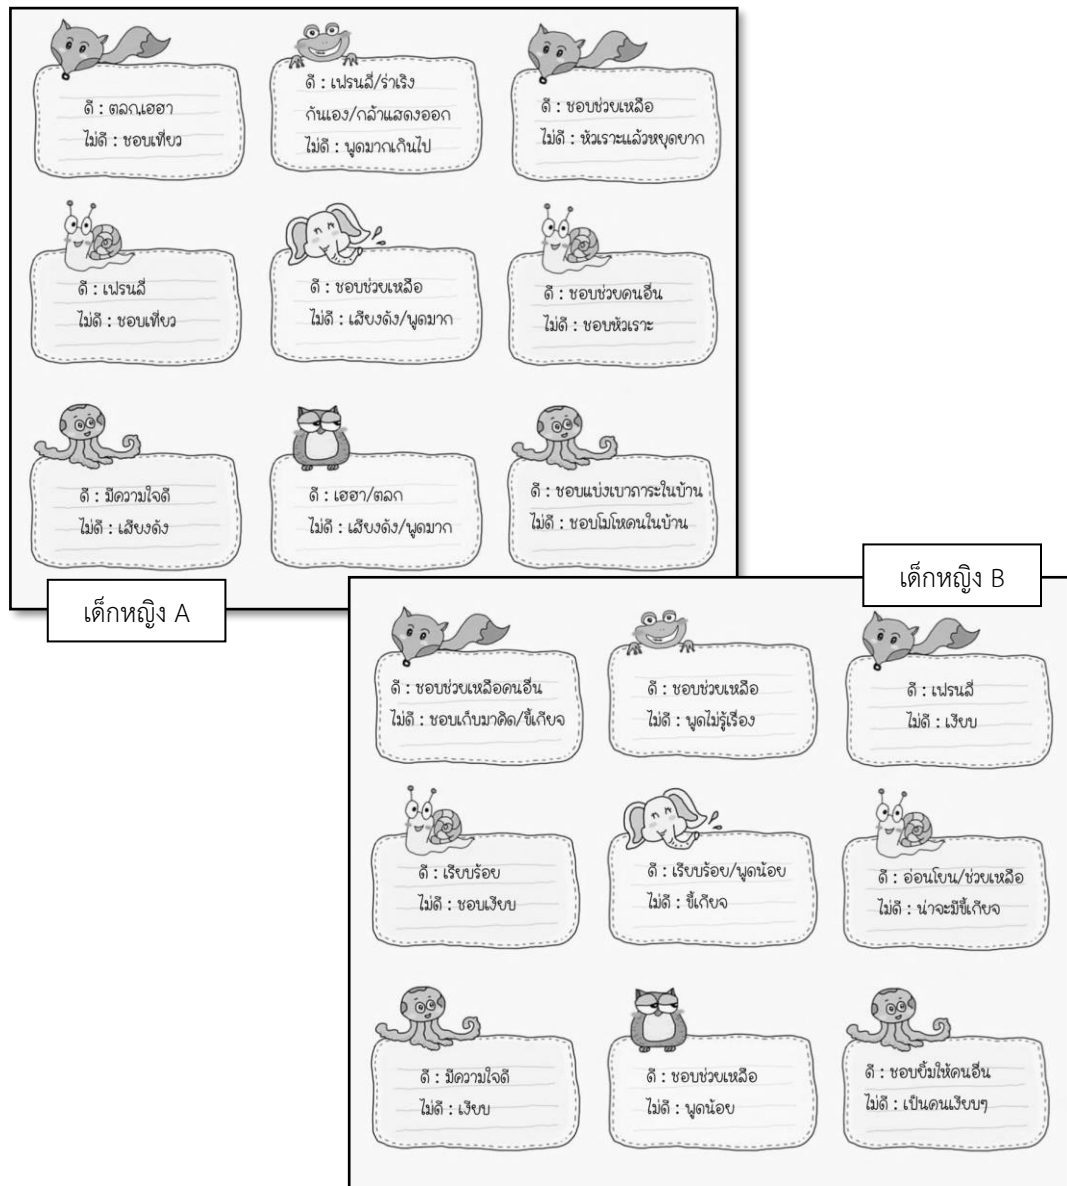 ดี : ตลก,เฮฮา
ไม่ดี : ชอบเที่ยว
ดี : เฟรนลี่/ร่าเริง
กันเอง/กล้าแสดงออก
ไม่ดี : พูดมากเกินไป
ดี : ชอบช่วยเหลือ
ไม่ดี : หัวเราะแล้วหยุดยาก
ดี : เฟรนลี่
ไม่ดี : ชอบเที่ยว
ดี : ชอบช่วยเหลือ
ไม่ดี : เสียงดัง/พูดมาก
ดี : ชอบช่วยคนอื่น
ไม่ดี : ชอบหัวเราะ
ดี : มีความใจดี
ไม่ดี : เสียงดัง
ดี : เฮฮา/ตลก
ไม่ดี : เสียงดัง/พูดมาก
ดี : ชอบแบ่งเบาภาระในบ้าน
ไม่ดี : ชอบโมโหคนในบ้าน
เด็กหญิง A
เด็กหญิง B
ดี : ชอบช่วยเหลือคนอื่น
ไม่ดี : ชอบเก็บมาคิด/ขี้เกียจ
ดี : ชอบช่วยเหลือ
ไม่ดี : พูดไม่รู้เรื่อง
ดี : เฟรนลี่
ไม่ดี : เงียบ
ดี : เรียบร้อย
ไม่ดี : ชอบเงียบ
ดี : เรียบร้อย/พูดน้อย
ไม่ดี : ขี้เกียจ
ดี : อ่อนโยน/ช่วยเหลือ
ไม่ดี : น่าจะมีขี้เกียจ
ดี : มีความใจดี
ไม่ดี : เงียบ
ดี : ชอบช่วยเหลือ
ไม่ดี : พูดน้อย
ดี : ชอบยิ้มให้คนอื่น
ไม่ดี : เป็นคนเงียบๆ